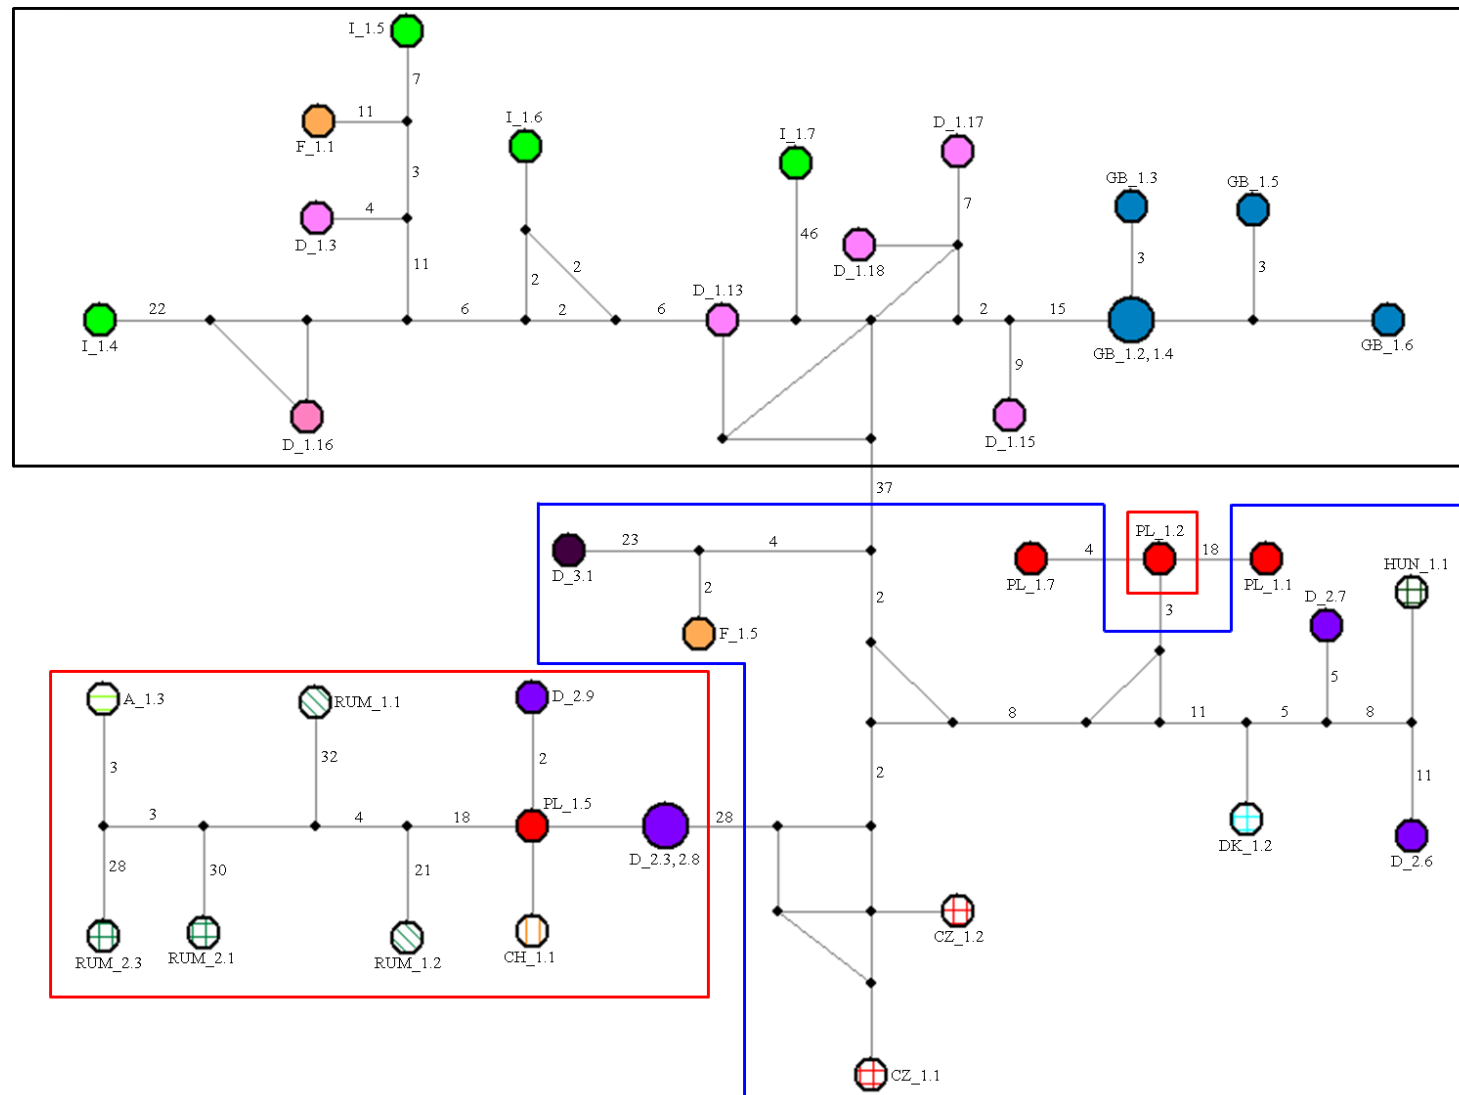 I_1.5
7
11
F_1.1
I_1.6
I_1.7
D_1.17
3
GB_1.3
GB_1.5
4
D_1.3
7
46
D_1.18
11
2
2
3
3
D_1.13
22
6
2
6
2
15
I_1.4
GB_1.2, 1.4
GB_1.6
9
D_1.16
D_1.15
37
PL_1.2
23
4
4
18
D_3.1
PL_1.7
PL_1.1
HUN_1.1
2
2
3
D_2.7
F_1.5
A_1.3
RUM_1.1
D_2.9
5
8
11
5
8
3
32
2
2
11
PL_1.5
3
4
18
28
D_2.3, 2.8
DK_1.2
D_2.6
28
30
21
CZ_1.2
RUM_2.3
RUM_2.1
RUM_1.2
CH_1.1
CZ_1.1